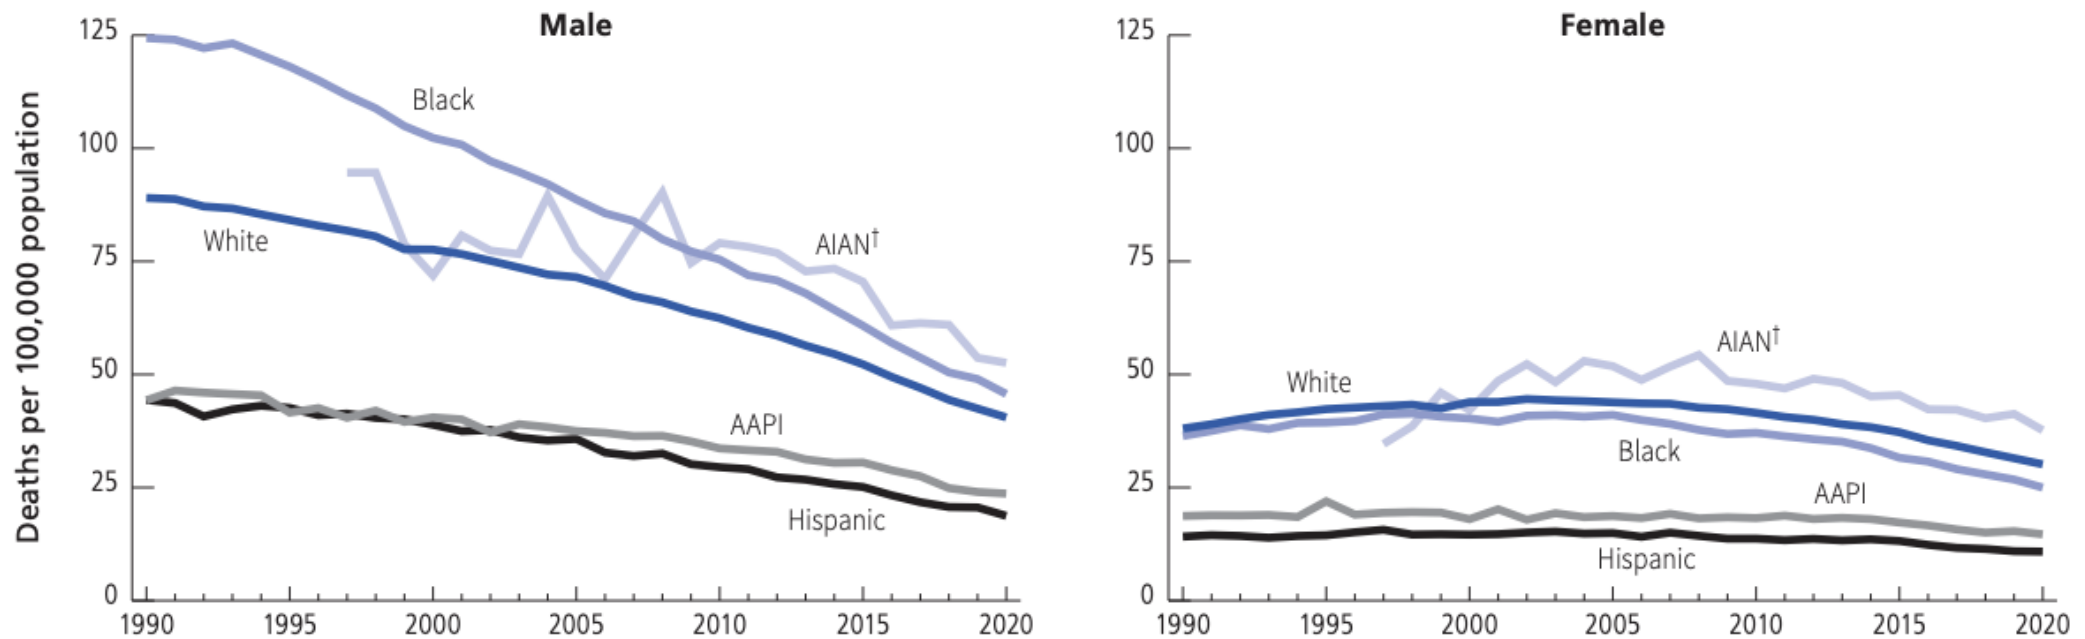 Male
Deaths per 100,000 population
125
100
75
50
25
0
1990 1995 2000 2005 2010 2015 2020
Black
White
AIAN†
AAPI
Hispanic
Female
125
100
75
50
25
0
1990 1995 2000 2005 2010 2015 2020
AIAN†
White
Black
AAPI
Hispanic